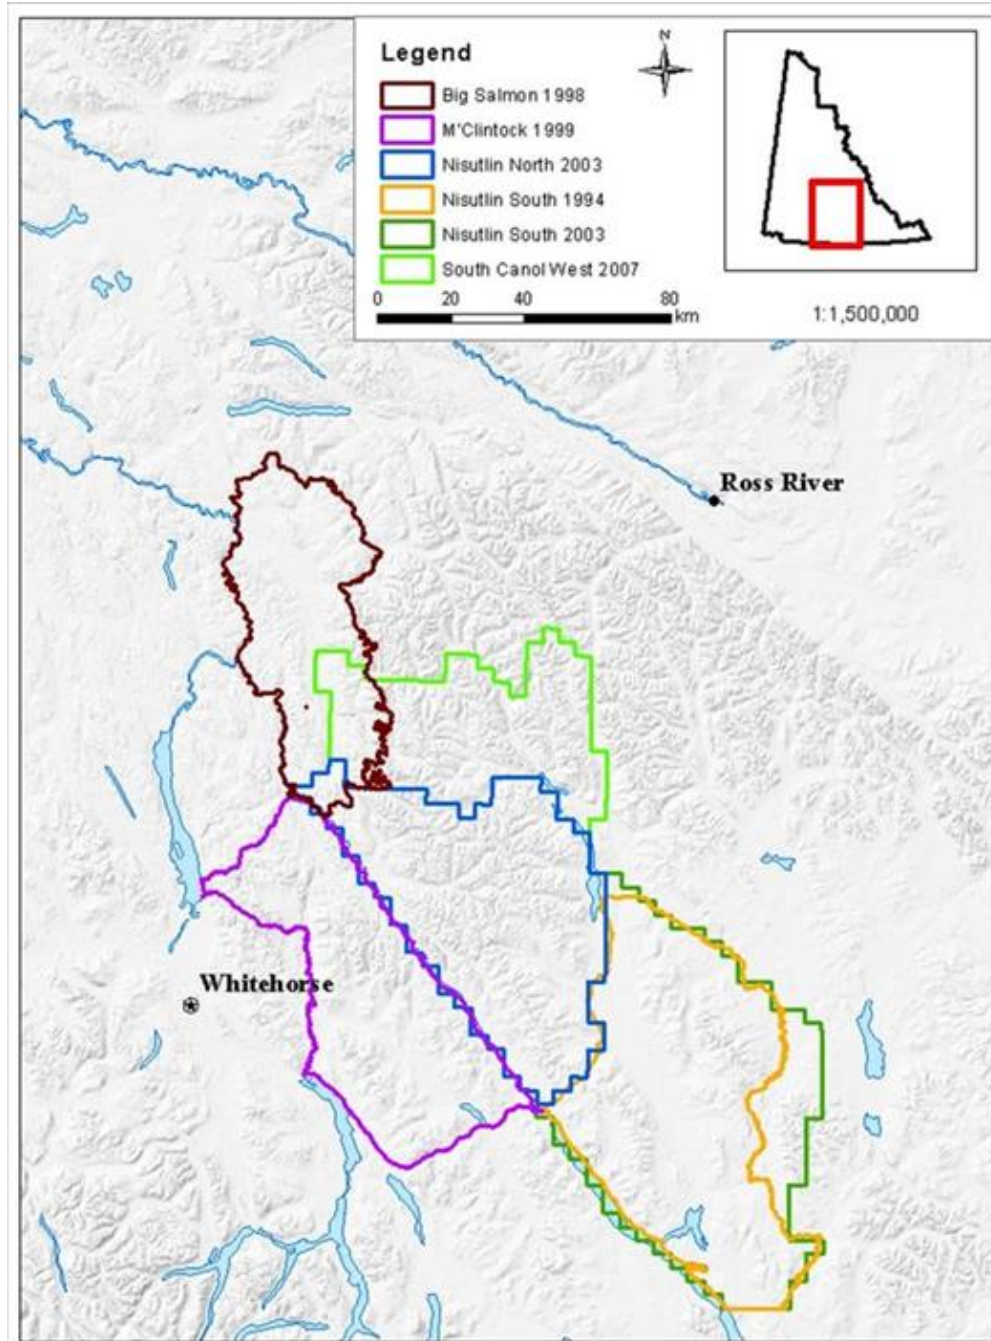 Legend
N
Big Salmon 1998
M'Clintock 1999
Nisutlin North 2003
Nisutlin South 1994
Nisutlin South 2003
South Canol West 2007
0 20 40 80
km
1:1,500,000
Ross River
Whitehorse